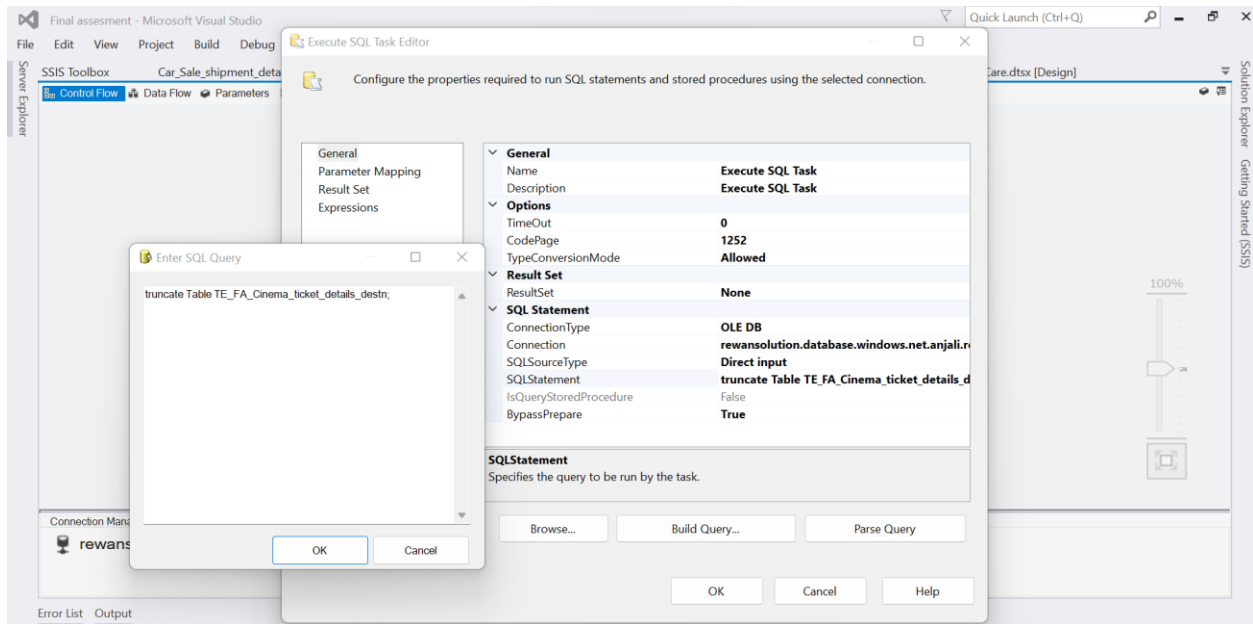 Final assesment - Microsoft Visual Studio
Quick Launch (Ctrl+Q)
File Edit View Project Build Debug
Execute SQL Task Editor
Server Explorer
SSIS Toolbox
Car_Sale_shipment_deta
Care.dtsx [Design]
Control Flow Data Flow Parameters
Configure the properties required to run SQL statements and stored procedures using the selected connection.
Solution Explorer
Getting Started (SSIS)
General
Parameter Mapping
Result Set
Expressions
General
Name Execute SQL Task
Description Execute SQL Task
Options
TimeOut 0
CodePage 1252
TypeConversionMode Allowed
Result Set
ResultSet None
SQL Statement
ConnectionType OLE DB
Connection rewansolution.database.windows.net.anjali.r
SQLSourceType Direct input
SQLStatement truncate Table TE_FA_Cinema_ticket_details_d
IsQueryStoredProcedure False
BypassPrepare True
SQLStatement
Specifies the query to be run by the task.
Browse... Build Query... Parse Query
OK Cancel Help
Enter SQL Query
truncate Table TE_FA_Cinema_ticket_details_destn;
OK Cancel
100%
Connection Mana
rewans
Error List Output